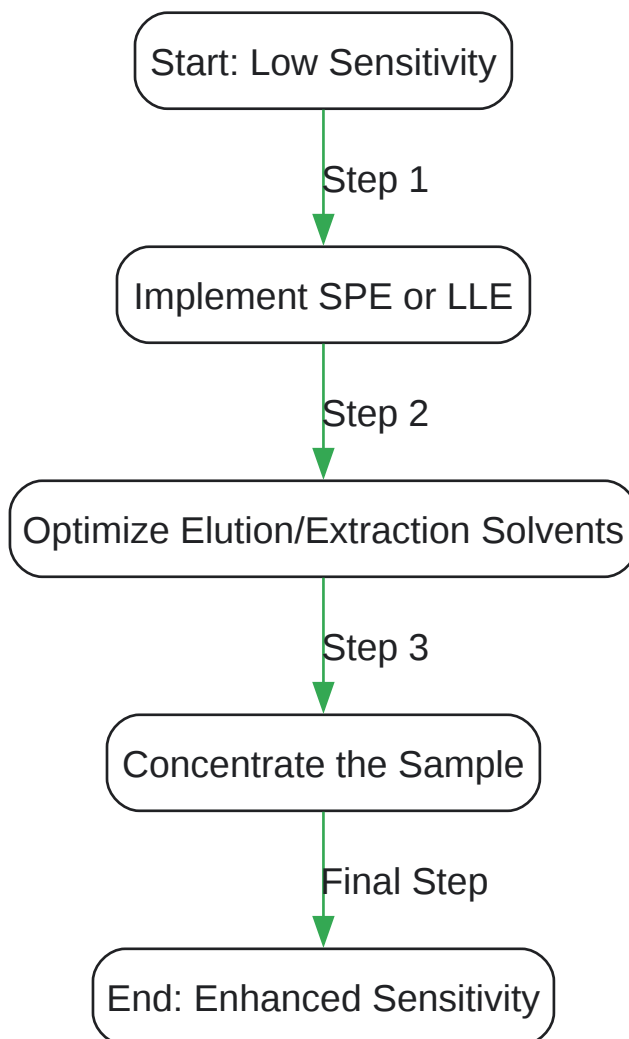 Start: Low Sensitivity
Step 1
Implement SPE or LLE
Step 2
Optimize Elution/Extraction Solvents
Step 3
Concentrate the Sample
Final Step
End: Enhanced Sensitivity